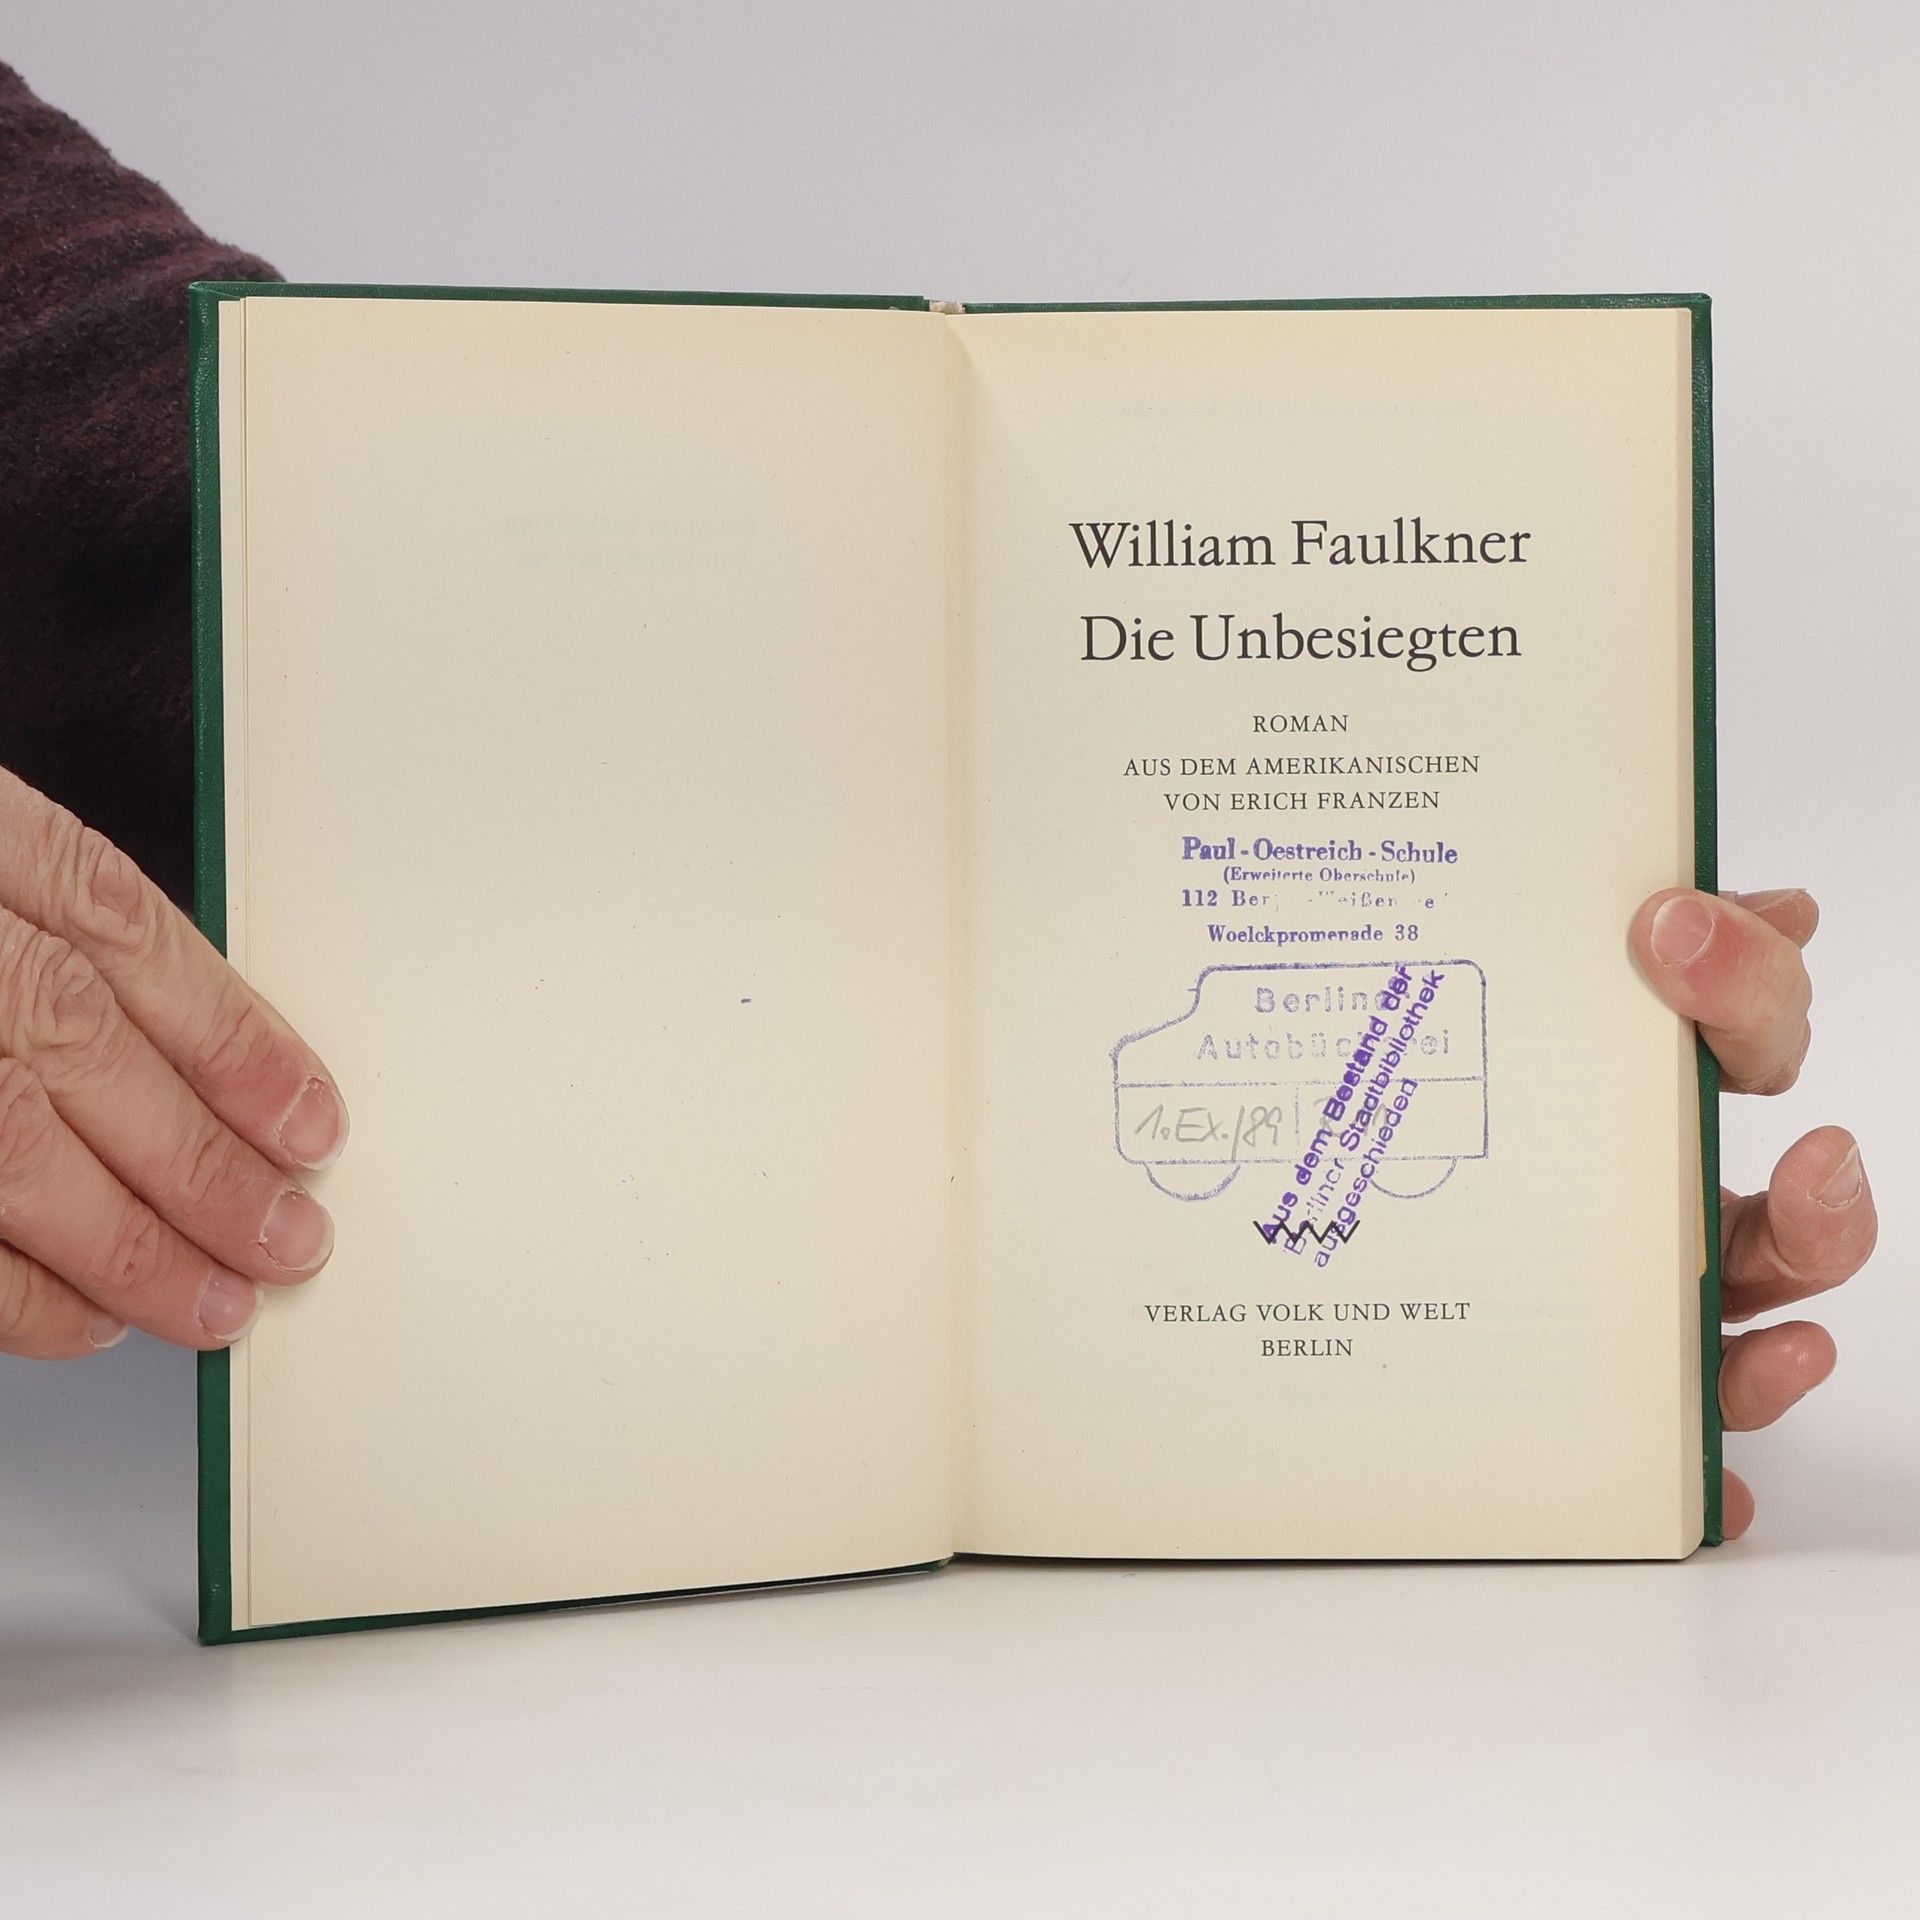 William Faulkner
Die Unbesiegten
ROMAN
AUS DEM AMERIKANISCHEN
VON ERICH FRANZEN
Paul-Oestreich-Schule
(Erweiterte Oberschule)
112
Woelckpromenade 38
Berliner
Autobücherei
1. Ex./89
Aus dem Bestand der
Berliner Stadtbibliothek
ausgeschieden
VERLAG VOLK UND WELT
BERLIN